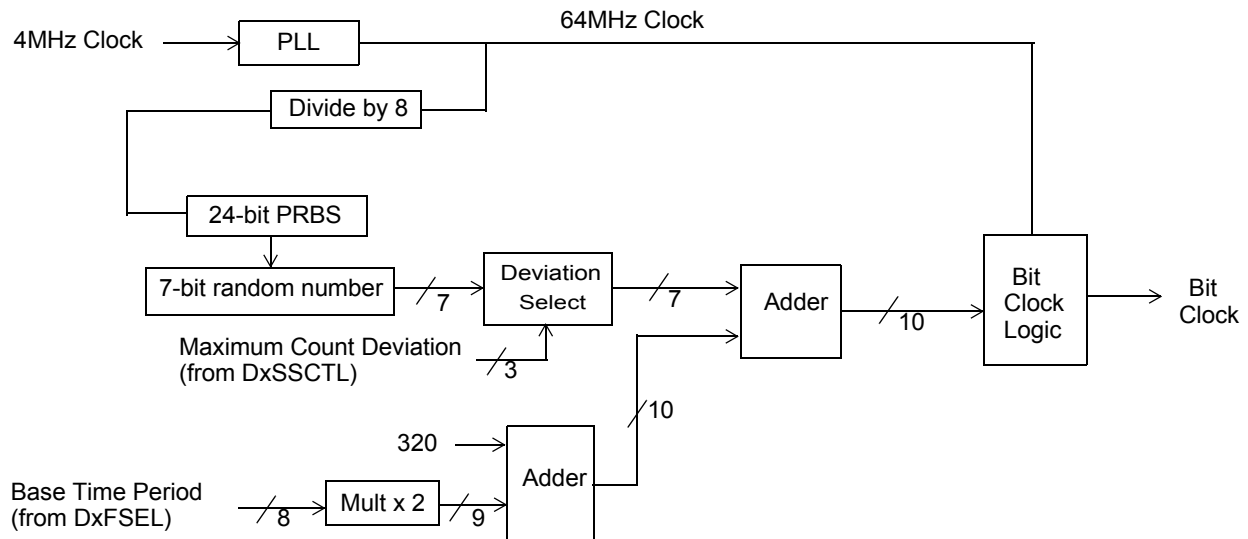 64MHz Clock
4MHz Clock
PLL
Divide by 8
24-bit PRBS
7-bit random number
7
Deviation
Select
7
Adder
10
Bit
Clock
Logic
Bit
Clock
Maximum Count Deviation
(from DxSSCTL)
3
10
320
Adder
Base Time Period
(from DxFSEL)
8
Mult x 2
9